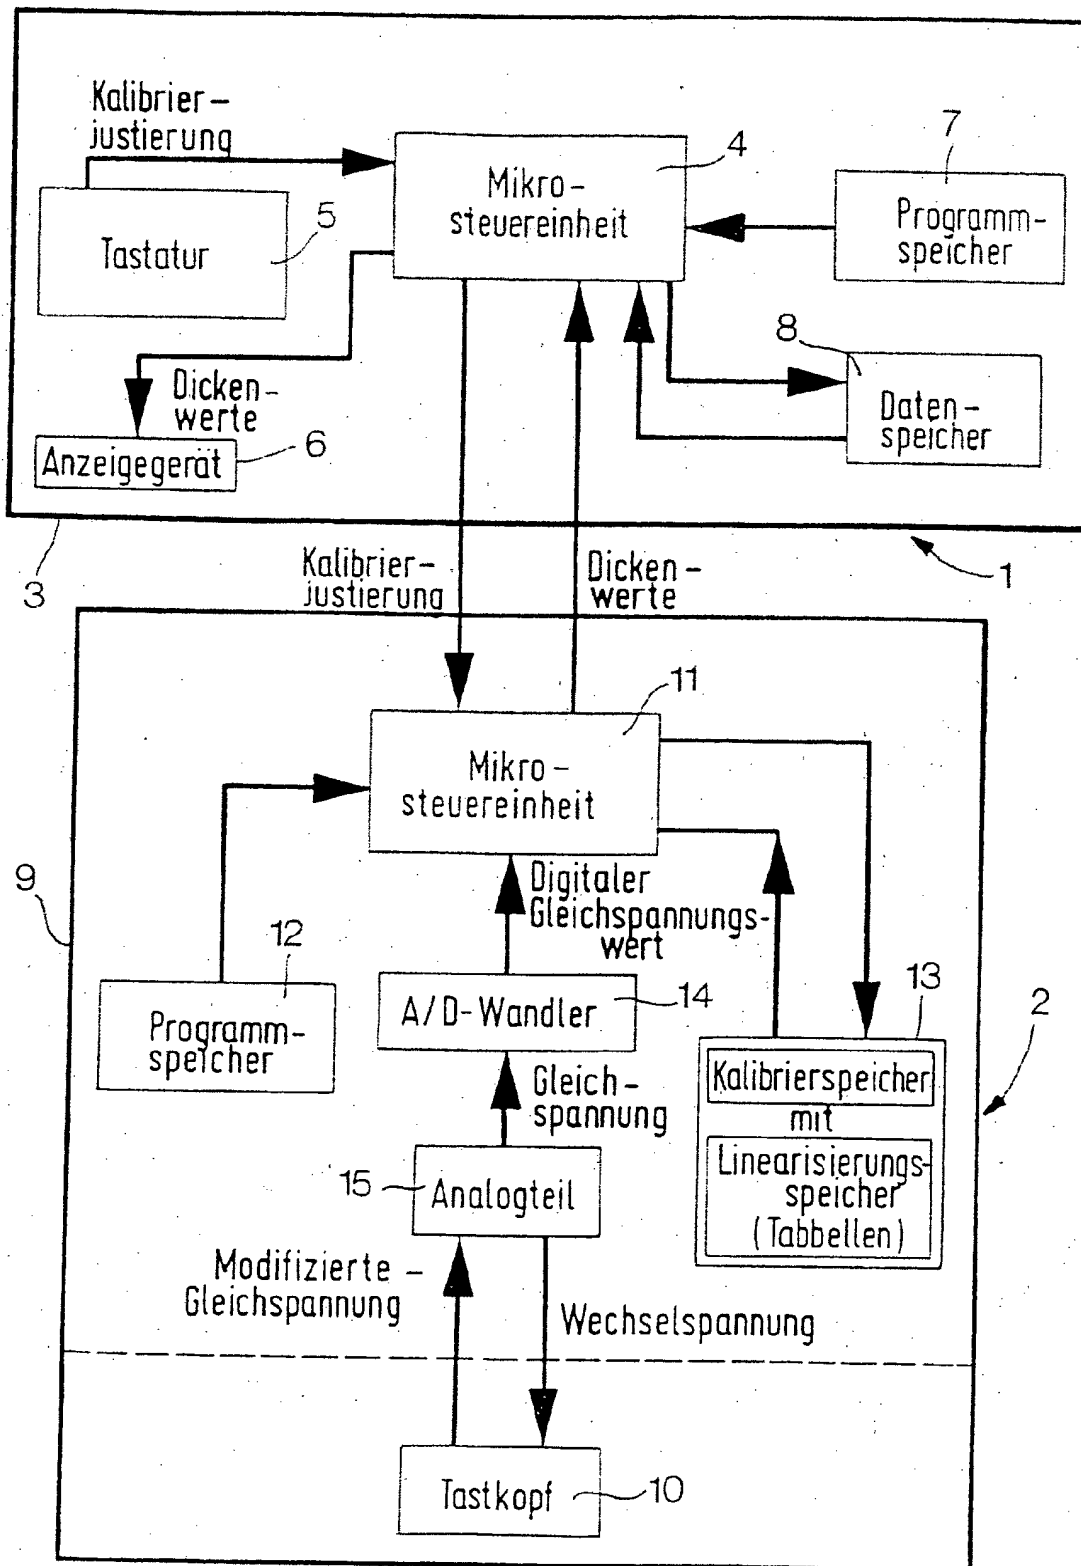 Kalibrier-
justierung
4
7
Mikro-
steuereinheit
Programm-
speicher
5
Tastatur
8
Daten-
speicher
Dicken-
werte
6
Anzeigegerät
3
1
Kalibrier-
justierung
Dicken-
werte
11
Mikro-
steuereinheit
9
Digitaler
Gleichspannungs-
wert
12
Programm-
speicher
14
A/D-Wandler
13
2
Kalibrierspeicher
mit
Linearisierungs-
speicher
(Tabbellen)
Gleich-
spannung
15
Analogteil
Modifizierte-
Gleichspannung
Wechselspannung
Tastkopf
10